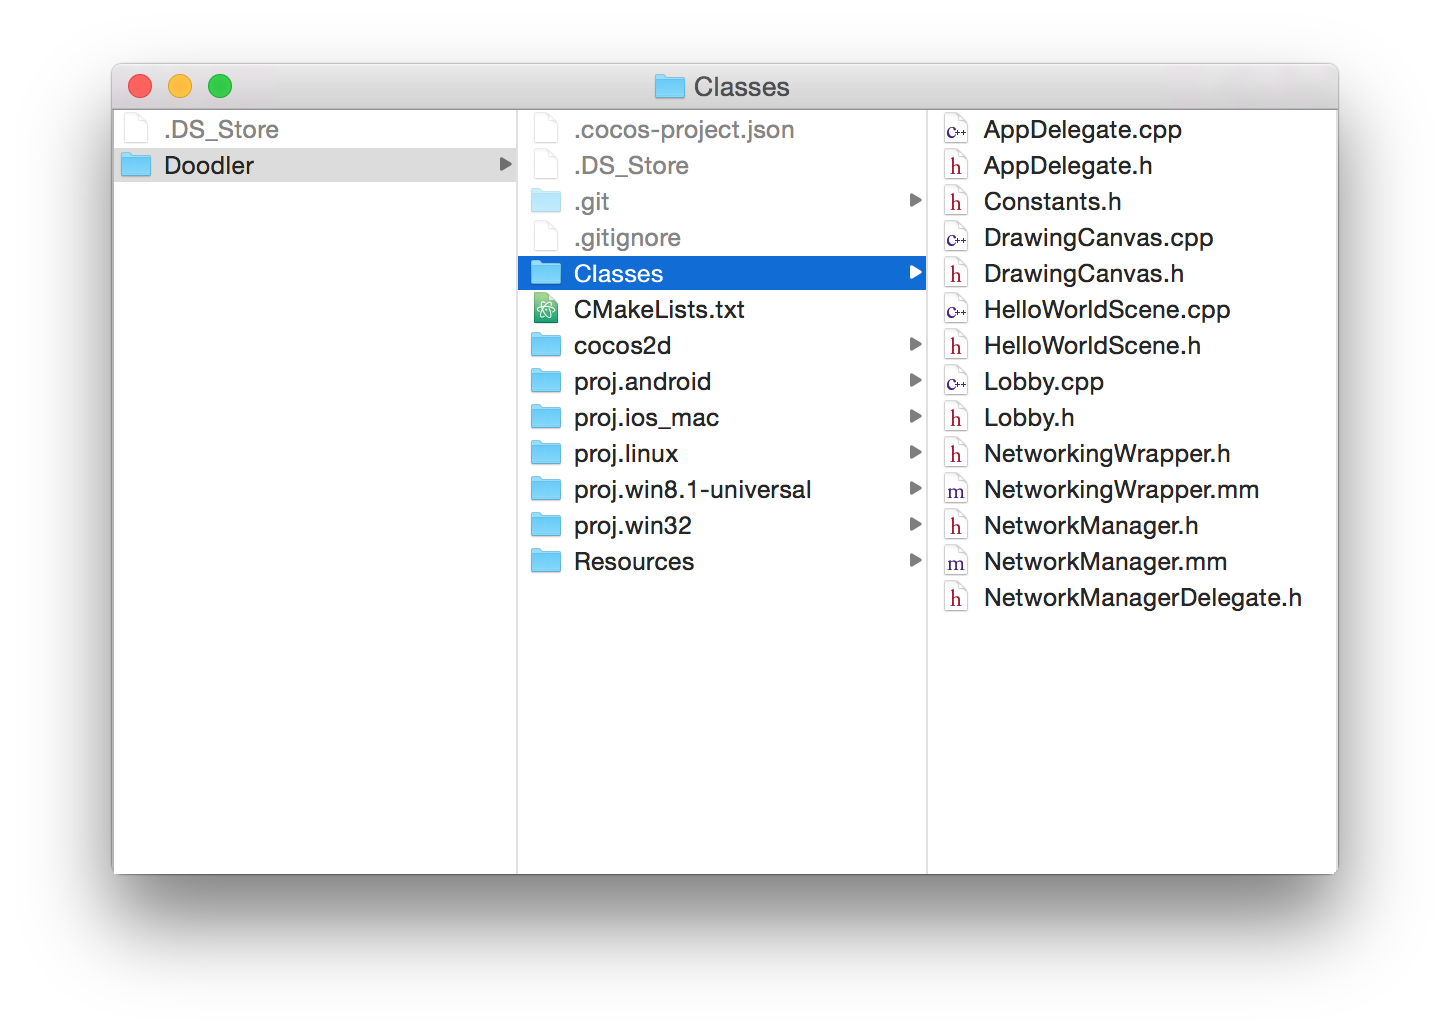 Classes
.DS_Store
Doodler
.cocos-project.json
.DS_Store
.git
.gitignore
Classes
CMakeLists.txt
cocos2d
proj.android
proj.ios_mac
proj.linux
proj.win8.1-universal
proj.win32
Resources
C++ AppDelegate.cpp
h AppDelegate.h
h Constants.h
C++ DrawingCanvas.cpp
h DrawingCanvas.h
C++ HelloWorldScene.cpp
h HelloWorldScene.h
C++ Lobby.cpp
h Lobby.h
h NetworkingWrapper.h
m NetworkingWrapper.mm
h NetworkManager.h
m NetworkManager.mm
h NetworkManagerDelegate.h